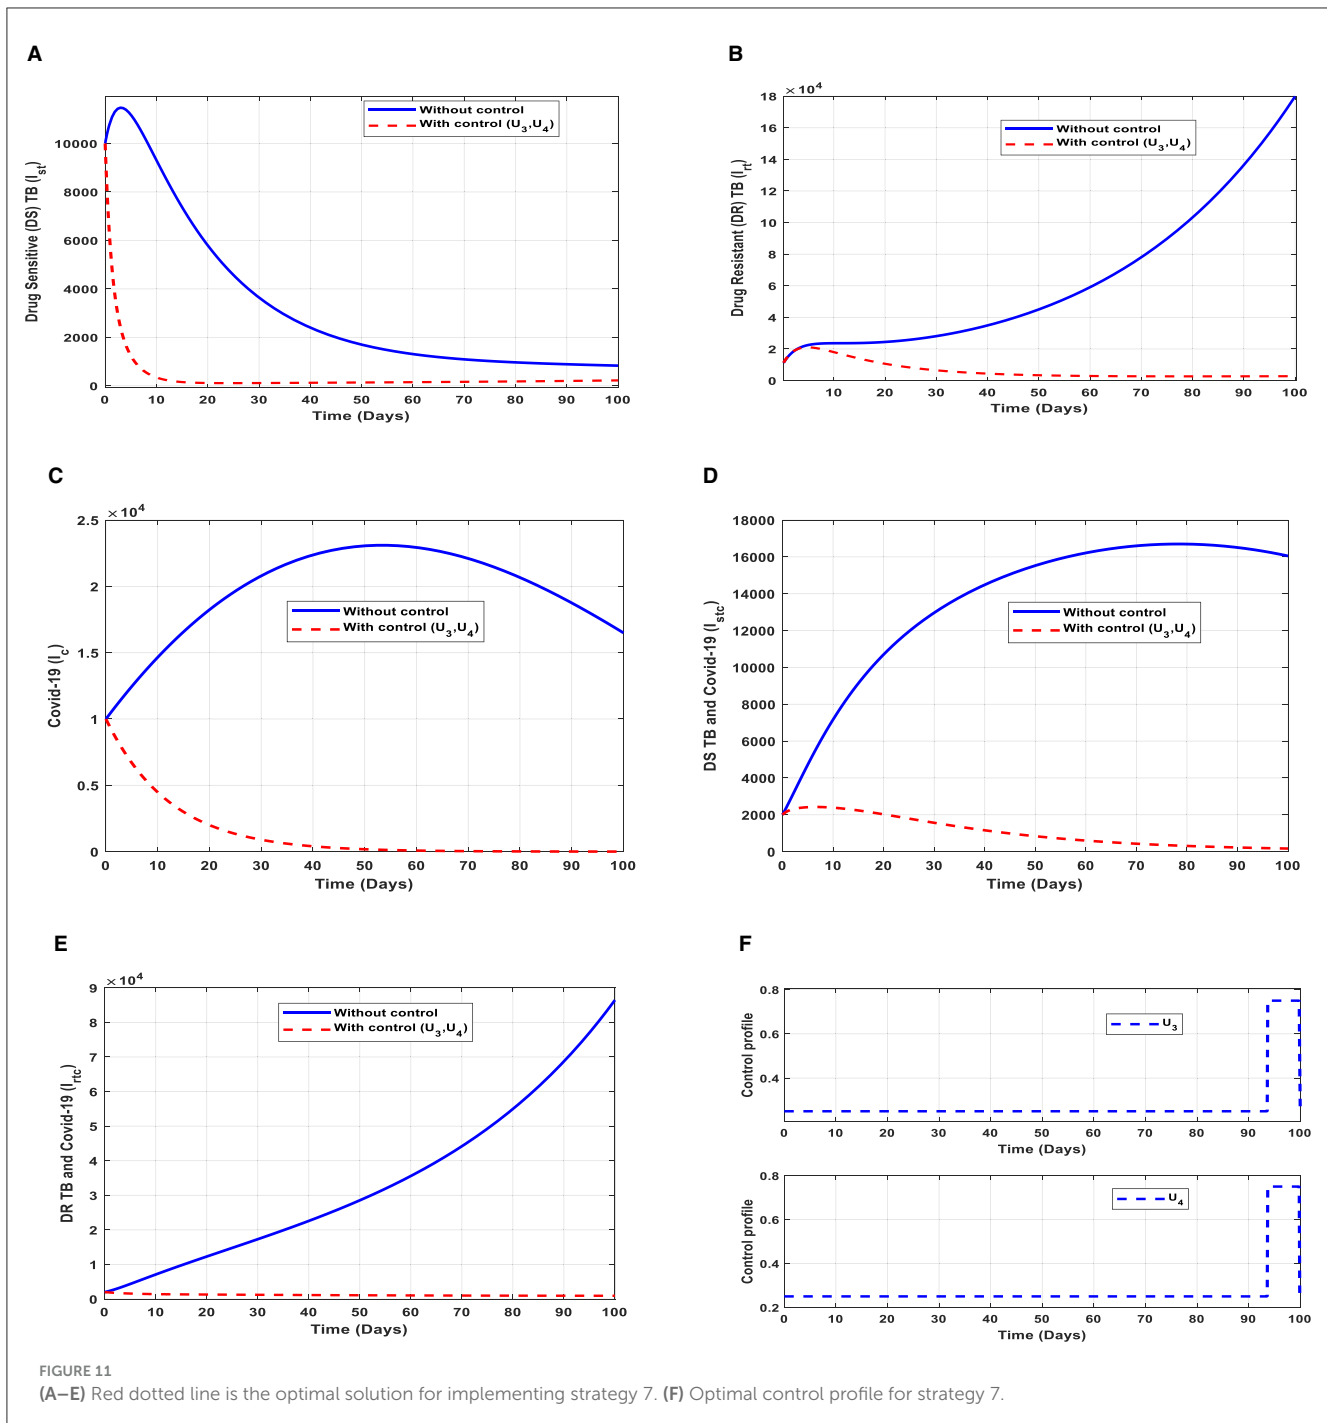 A
Without control
With control (U3,U4)
10000
8000
6000
4000
2000
0
Drug Sensitive (DS) TB (Ist)
0 10 20 30 40 50 60 70 80 90 100
Time (Days)
B
×10^4
Without control
With control (U3,U4)
18
16
14
12
10
8
6
4
2
0
Drug Resistant (DR) TB (Irt)
10 20 30 40 50 60 70 80 90 100
Time (Days)
C
×10^4
2.5
2
1.5
1
0.5
0
Covid-19 (Ic)
Without control
With control (U3,U4)
0 10 20 30 40 50 60 70 80 90 100
Time (Days)
D
18000
16000
14000
12000
10000
8000
6000
4000
2000
0
DS TB and Covid-19 (Istc)
Without control
With control (U3,U4)
0 10 20 30 40 50 60 70 80 90 100
Time (Days)
E
×10^4
9
8
7
6
5
4
3
2
1
0
DR TB and Covid-19 (Irtc)
Without control
With control (U3,U4)
0 10 20 30 40 50 60 70 80 90 100
Time (Days)
F
0.8
0.6
0.4
Control profile
U3
0 10 20 30 40 50 60 70 80 90 100
Time (Days)
0.8
0.6
0.4
0.2
Control profile
U4
0 10 20 30 40 50 60 70 80 90 100
Time (Days)
FIGURE 11
(A–E) Red dotted line is the optimal solution for implementing strategy 7. (F) Optimal control profile for strategy 7.